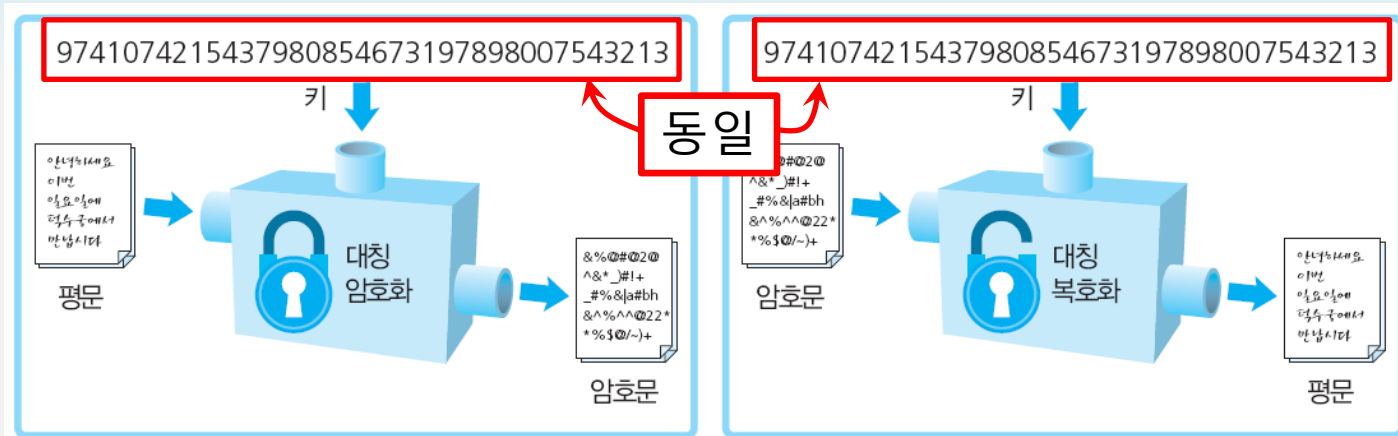 9741074215437980854673197898007543213
키
안녕하세요
이번
일요일에
덕수궁에서
만납시다
평문
대칭
암호화
&%@#@2@
^&*_)#!+
_#%&|a#bh
&^%^^@22*
*%$@/~)+
암호문
동일
9741074215437980854673197898007543213
키
@#@2@
^&*_)#!+
_#%&|a#bh
&^%^^@22*
*%$@/~)+
암호문
대칭
복호화
안녕하세요
이번
일요일에
덕수궁에서
만납시다
평문